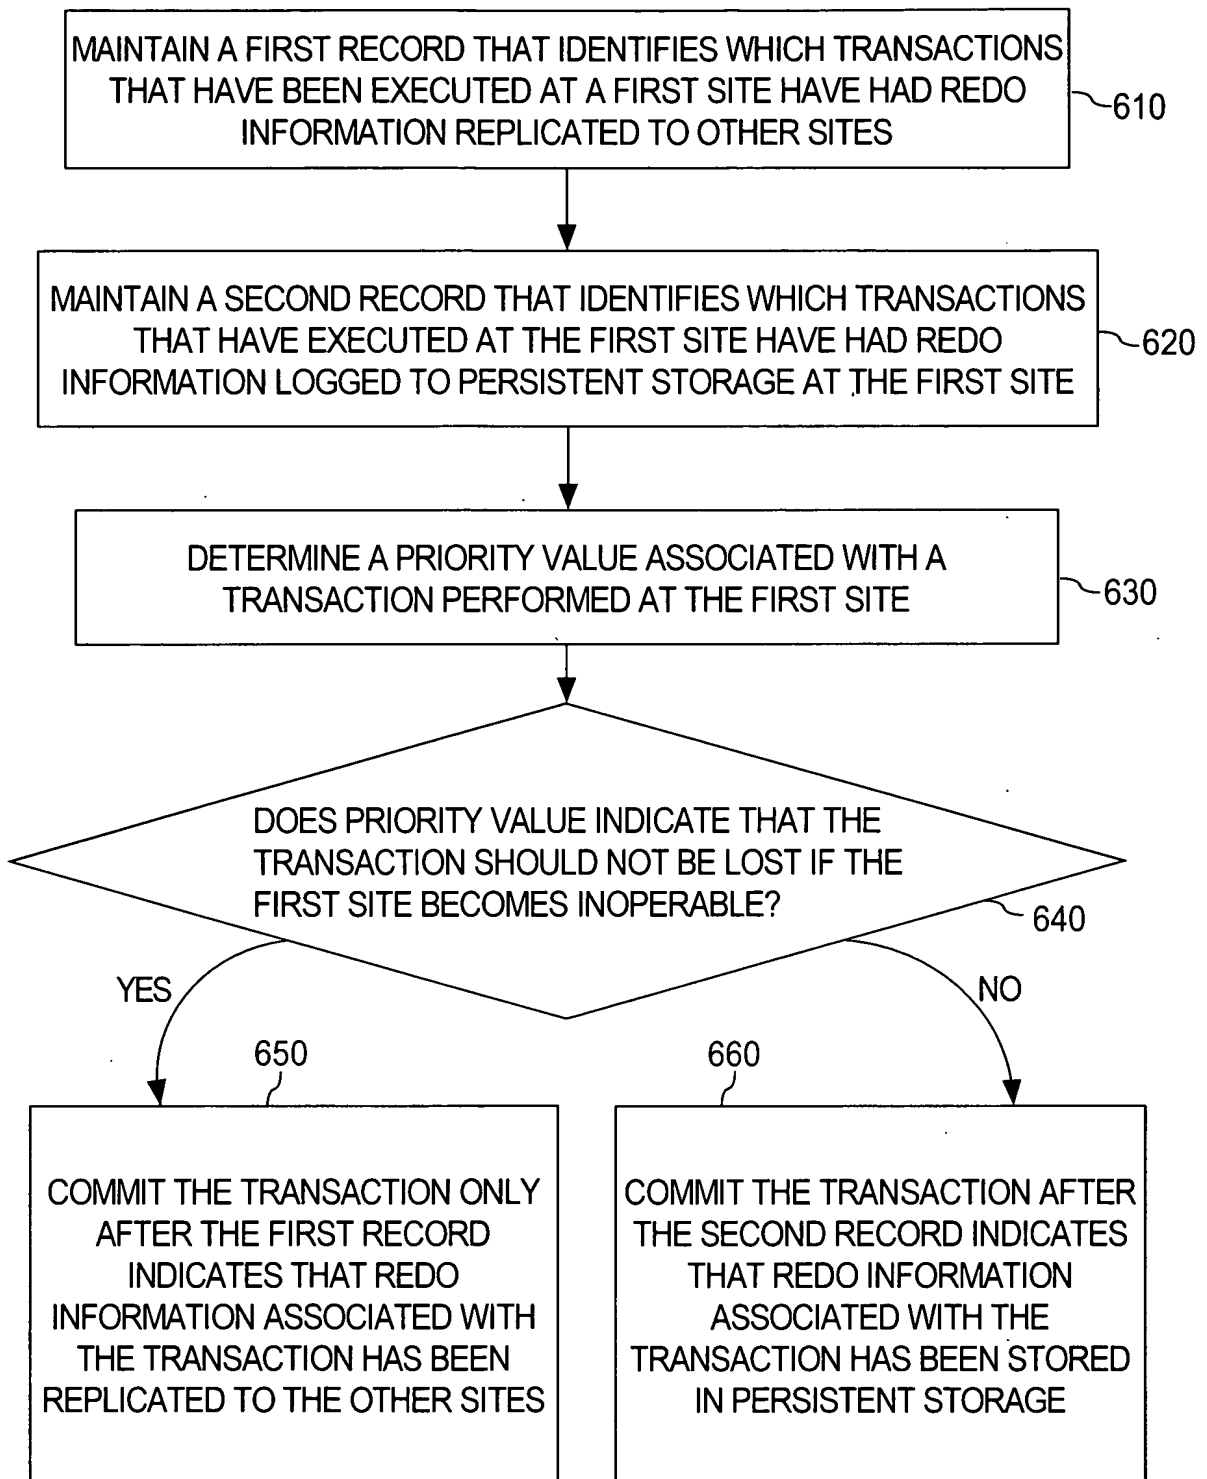 MAINTAIN A FIRST RECORD THAT IDENTIFIES WHICH TRANSACTIONS
THAT HAVE BEEN EXECUTED AT A FIRST SITE HAVE HAD REDO
INFORMATION REPLICATED TO OTHER SITES
610
MAINTAIN A SECOND RECORD THAT IDENTIFIES WHICH TRANSACTIONS
THAT HAVE EXECUTED AT THE FIRST SITE HAVE HAD REDO
INFORMATION LOGGED TO PERSISTENT STORAGE AT THE FIRST SITE
620
DETERMINE A PRIORITY VALUE ASSOCIATED WITH A
TRANSACTION PERFORMED AT THE FIRST SITE
630
DOES PRIORITY VALUE INDICATE THAT THE
TRANSACTION SHOULD NOT BE LOST IF THE
FIRST SITE BECOMES INOPERABLE?
640
YES
NO
650
COMMIT THE TRANSACTION ONLY
AFTER THE FIRST RECORD
INDICATES THAT REDO
INFORMATION ASSOCIATED WITH
THE TRANSACTION HAS BEEN
REPLICATED TO THE OTHER SITES
660
COMMIT THE TRANSACTION AFTER
THE SECOND RECORD INDICATES
THAT REDO INFORMATION
ASSOCIATED WITH THE
TRANSACTION HAS BEEN STORED
IN PERSISTENT STORAGE